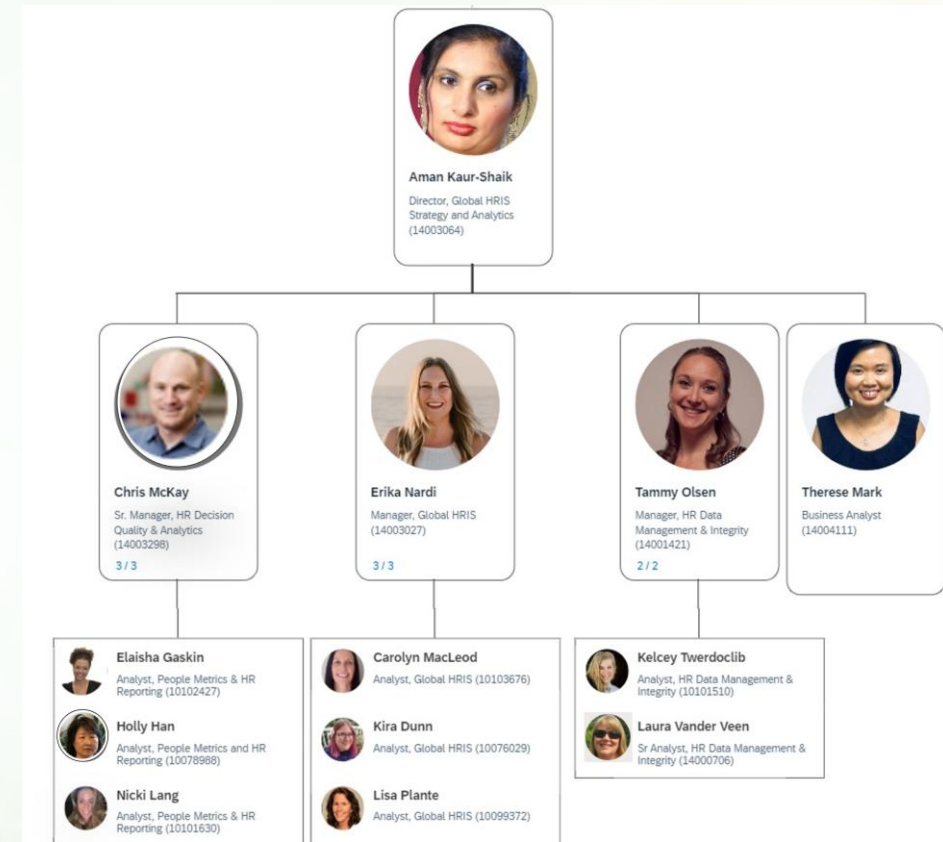 Aman Kaur-Shaik
Director, Global HRIS
Strategy and Analytics
(14003064)
Chris McKay
Sr. Manager, HR Decision
Quality & Analytics
(14003298)
3 / 3
Erika Nardi
Manager, Global HRIS
(14003027)
3 / 3
Tammy Olsen
Manager, HR Data
Management & Integrity
(14001421)
2 / 2
Therese Mark
Business Analyst
(14004111)
Elaisha Gaskin
Analyst, People Metrics & HR
Reporting (10102427)
Holly Han
Analyst, People Metrics and HR
Reporting (10078988)
Nicki Lang
Analyst, People Metrics & HR
Reporting (10101630)
Carolyn MacLeod
Analyst, Global HRIS (10103676)
Kira Dunn
Analyst, Global HRIS (10076029)
Lisa Plante
Analyst, Global HRIS (10099372)
Kelcey Twerdoclib
Analyst, HR Data Management &
Integrity (10101510)
Laura Vander Veen
Sr Analyst, HR Data Management &
Integrity (14000706)